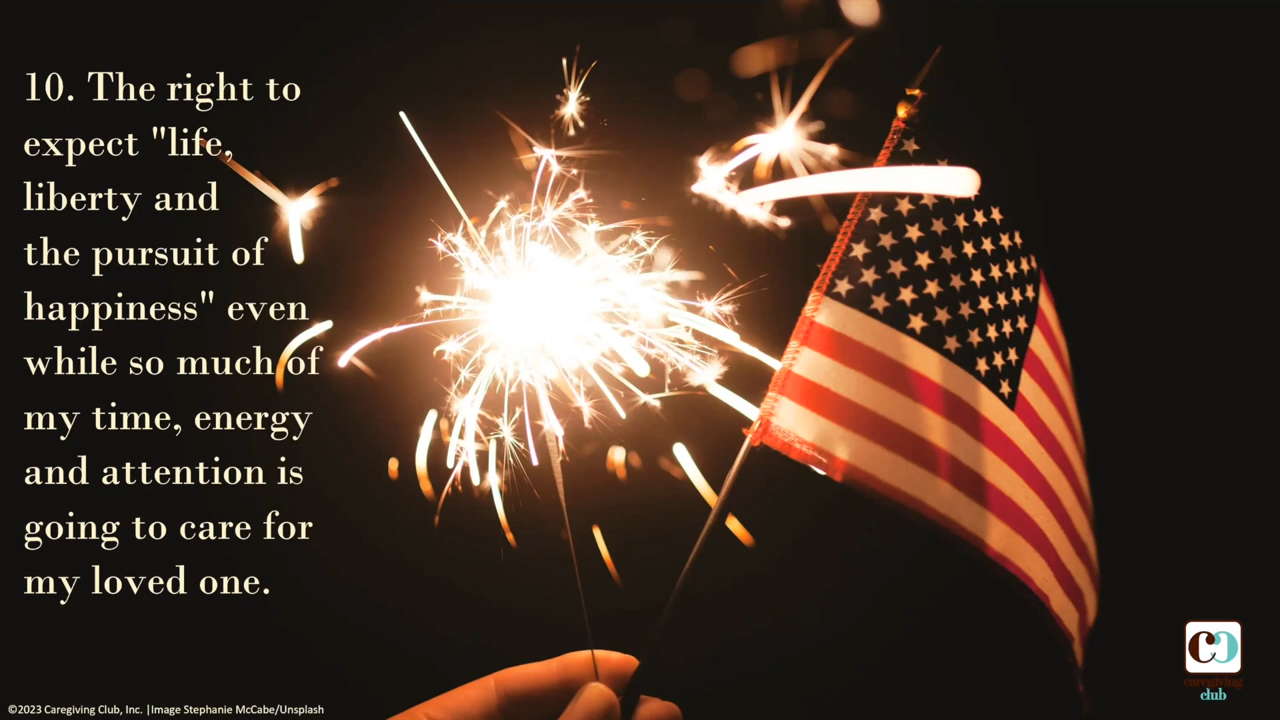 10. The right to
expect "life,
liberty and
the pursuit of
happiness" even
while so much of
my time, energy
and attention is
going to care for
my loved one.
©2023 Caregiving Club, Inc. |Image Stephanie McCabe/Unsplash
caregiving
club